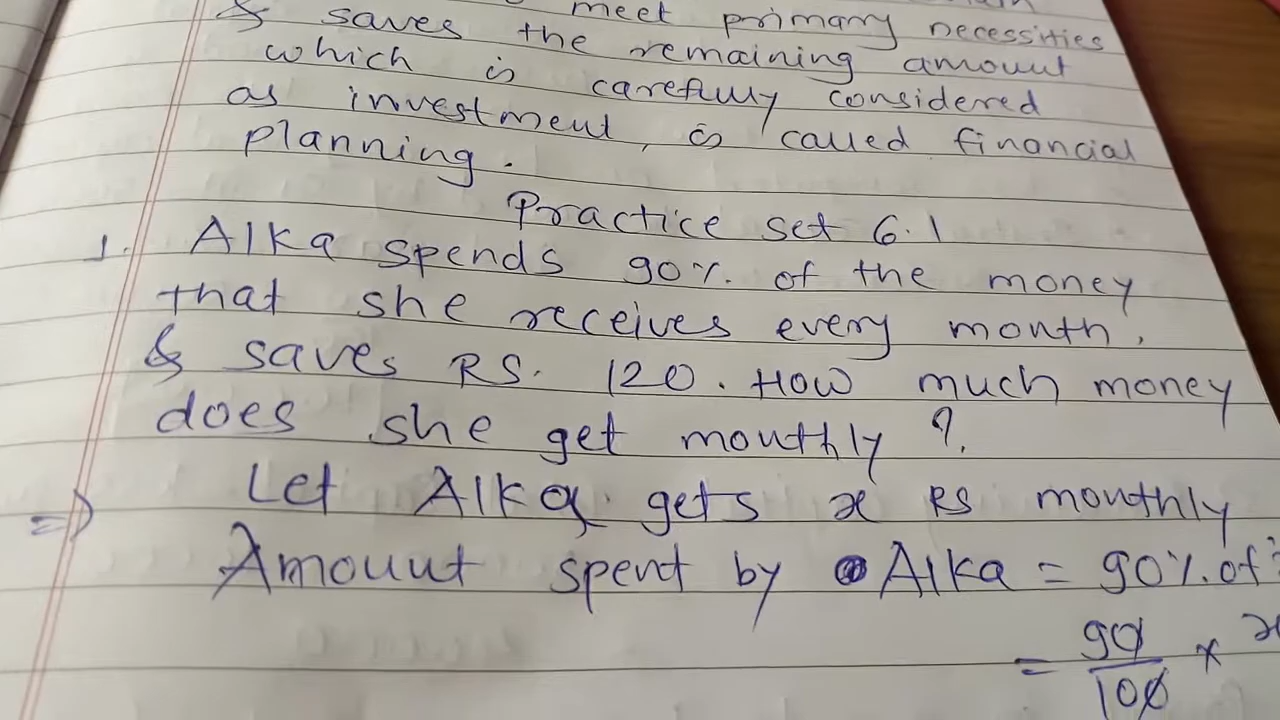 & saves meet primary necessities
the remaining amount
which is carefully considered
as investment, is called financial
planning.
Practice set 6.1
1. Alka spends 90% of the money
that she receives every month,
& saves RS. 120. How much money
does she get monthly ?
=> Let Alka gets x RS monthly
Amount spent by Alka = 90% of
= 90/100 × x